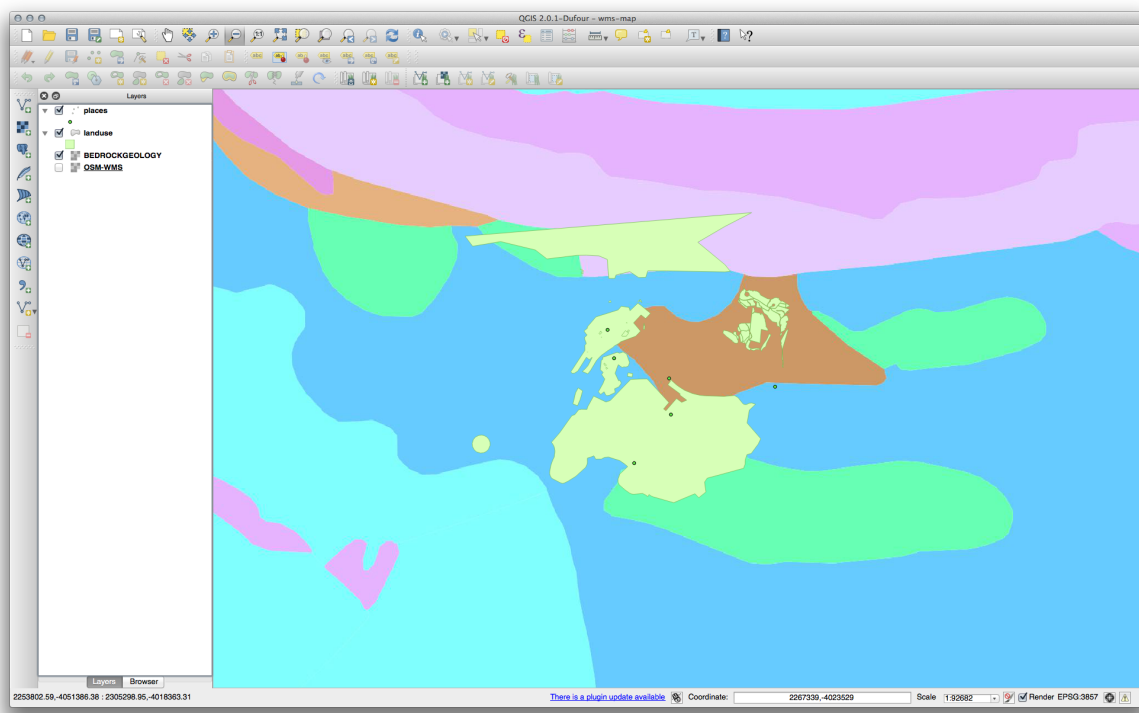 QGIS 2.0.1-Dufour - wms-map
Layers
places
landuse
BEDROCKGEOLOGY
OSM-WMS
Layers Browser
2253802.59,-4051386.38 : 2305298.95,-4018363.31 There is a plugin update available Coordinate: 2267339,-4023529 Scale 1:92682 Render EPSG:3857